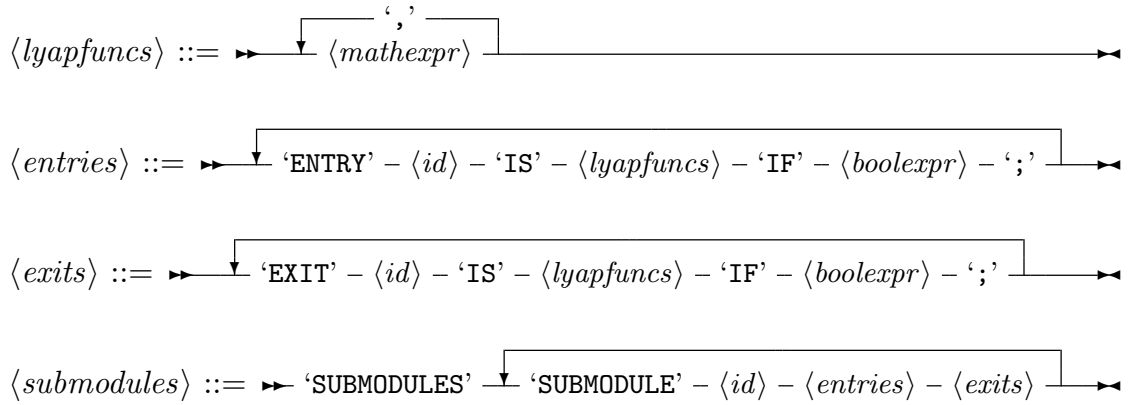 ‘,’
⟨lyapfuncs⟩ ::= ⟨mathexpr⟩
⟨entries⟩ ::= ‘ENTRY’ – ⟨id⟩ – ‘IS’ – ⟨lyapfuncs⟩ – ‘IF’ – ⟨boolexpr⟩ – ‘;’
⟨exits⟩ ::= ‘EXIT’ – ⟨id⟩ – ‘IS’ – ⟨lyapfuncs⟩ – ‘IF’ – ⟨boolexpr⟩ – ‘;’
⟨submodules⟩ ::= ‘SUBMODULES’ ‘SUBMODULE’ – ⟨id⟩ – ⟨entries⟩ – ⟨exits⟩